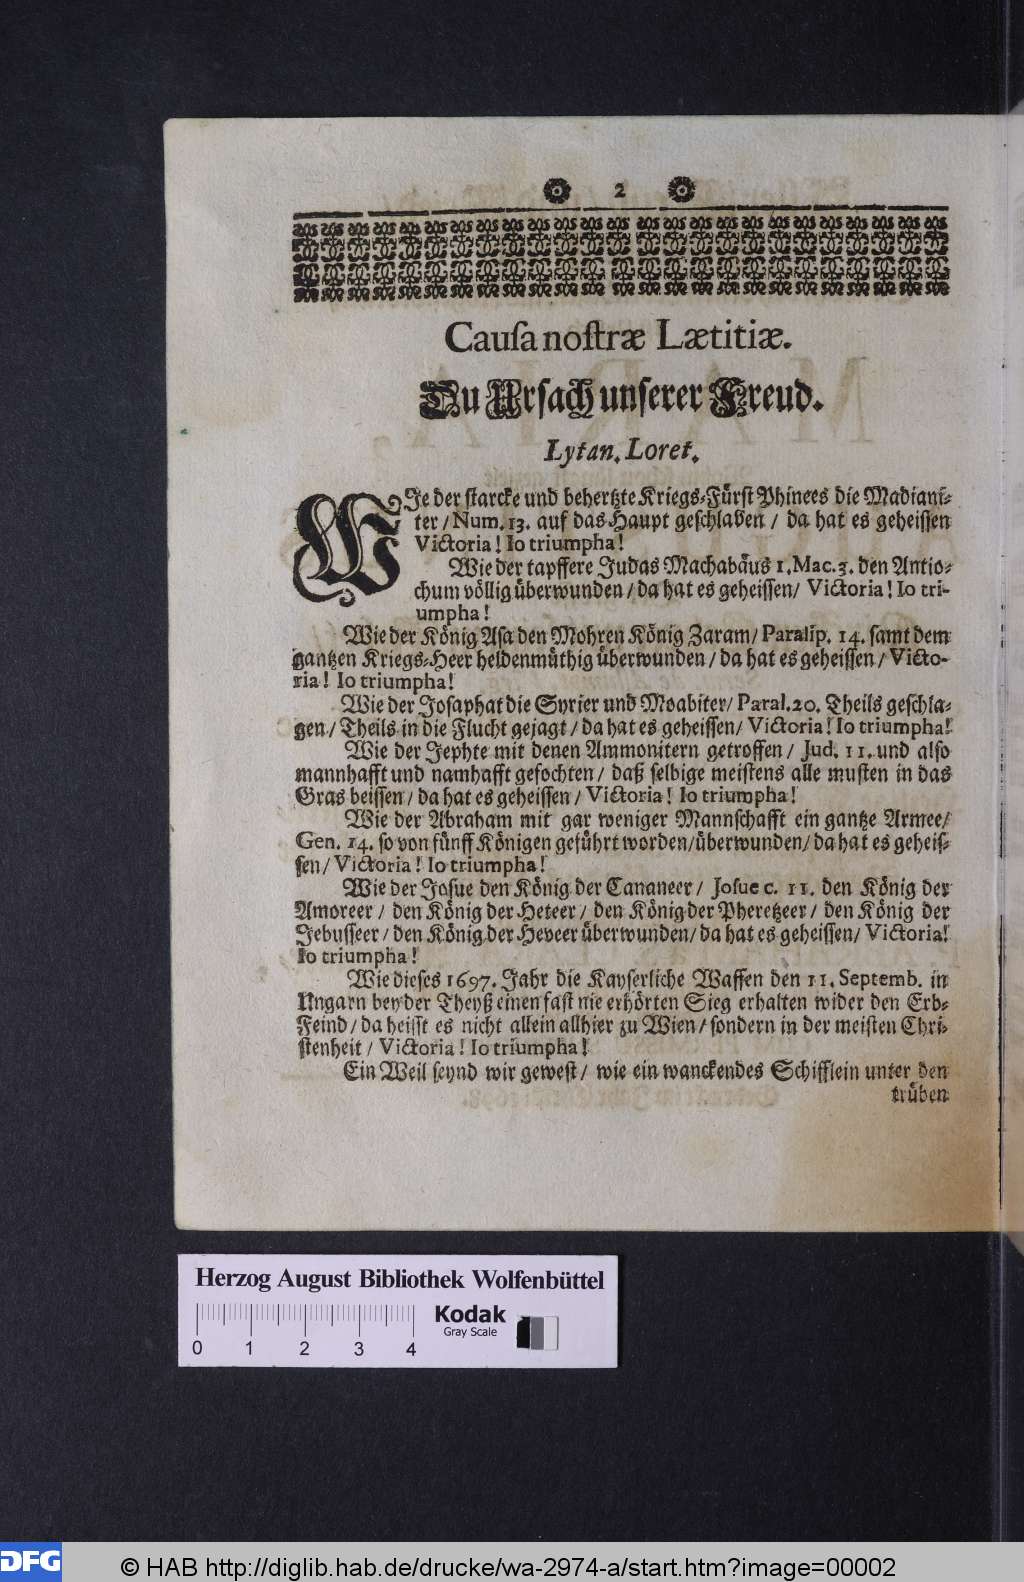 2
Causa nostræ Lætitiæ.
Du Ursach unserer Freud.
Lytan. Loret.
WIe der starcke und behertzte Kriegs-Fürst Phinees die Madiani-
ter / Num. 13. auf das Haupt geschlagen / da hat es geheissen
Victoria! Io triumpha!
Wie der tapffere Judas Machabäus 1. Mac. 3. den Antio-
chum völlig überwunden / da hat es geheissen / Victoria! Io tri-
umpha!
Wie der König Asa den Mohren König Zaram / Paralip. 14. samt dem
gantzen Kriegs-Heer heldenmüthig überwunden / da hat es geheissen / Victo-
ria! Io triumpha!
Wie der Josaphat die Syrier und Moabiter / Paral. 20. Theils geschla-
gen / Theils in die Flucht gejagt / da hat es geheissen / Victoria! Io triumpha!
Wie der Jephte mit denen Ammonitern getroffen / Jud. 11. und also
mannhafft und namhafft gefochten / daß selbige meistens alle musten in das
Gras beissen / da hat es geheissen / Victoria! Io triumpha!
Wie der Abraham mit gar weniger Mannschafft ein gantze Armee /
Gen. 14. so von fünff Königen geführt worden / überwunden / da hat es geheis-
sen / Victoria! Io triumpha!
Wie der Josue den König der Cananeer / Josue c. 11. den König der
Amoreer / den König der Heteer / den König der Pheretzeer / den König der
Jebusseer / den König der Heveer überwunden / da hat es geheissen / Victoria!
Io triumpha!
Wie dieses 1697. Jahr die Kayserliche Waffen den 11. Septemb. in
Ungarn bey der Theyß einen fast nie erhörten Sieg erhalten wider den Erb-
Feind / da heisst es nicht allein allhier zu Wien / sondern in der meisten Chri-
stenheit / Victoria! Io triumpha!
Ein Weil seynd wir gewest / wie ein wanckendes Schifflein unter den
trüben
Herzog August Bibliothek Wolfenbüttel
Kodak
Gray Scale
0 1 2 3 4
DFG
© HAB http://diglib.hab.de/drucke/wa-2974-a/start.htm?image=00002